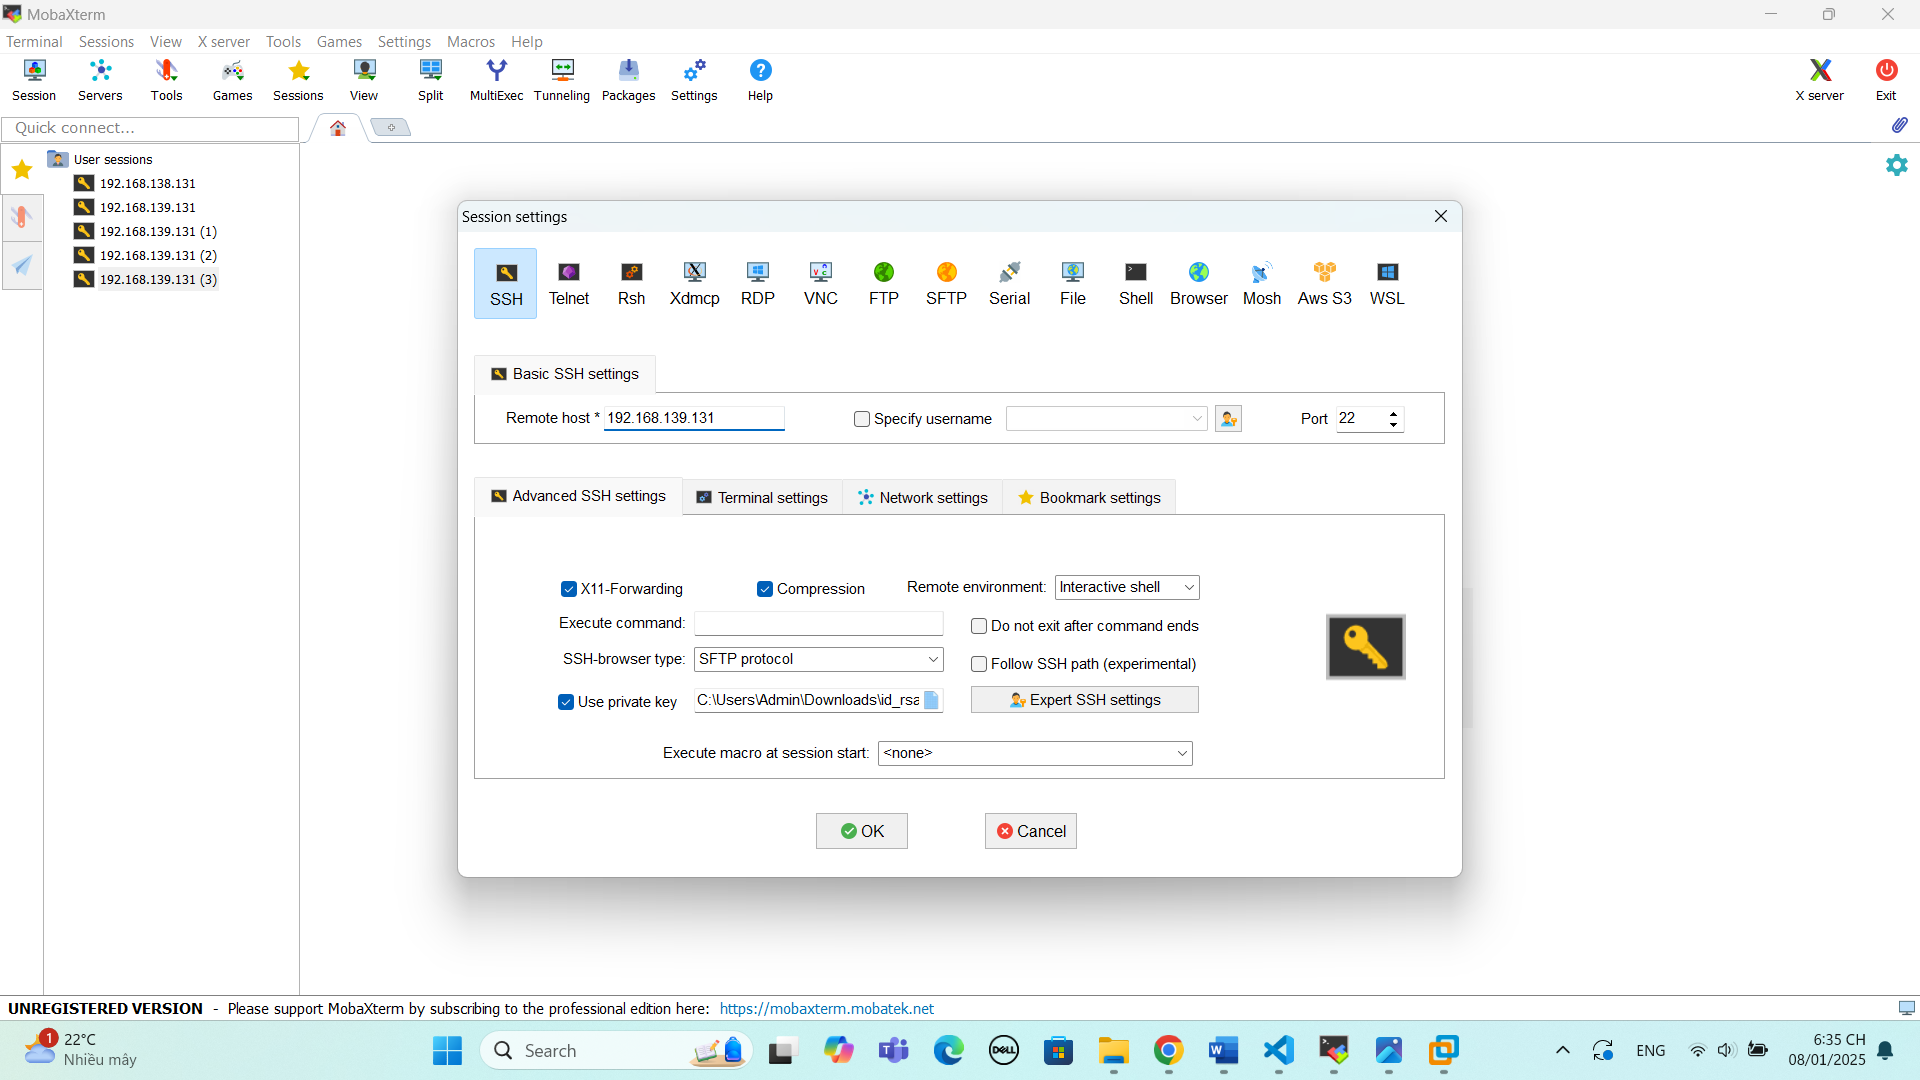 MobaXterm
Terminal Sessions View X server Tools Games Settings Macros Help
Session Servers Tools Games Sessions View Split MultiExec Tunneling Packages Settings Help X server Exit
Quick connect...
User sessions
192.168.138.131
192.168.139.131
192.168.139.131 (1)
192.168.139.131 (2)
192.168.139.131 (3)
Session settings
SSH Telnet Rsh Xdmcp RDP VNC FTP SFTP Serial File Shell Browser Mosh Aws S3 WSL
Basic SSH settings
Remote host * 192.168.139.131 Specify username Port 22
Advanced SSH settings Terminal settings Network settings Bookmark settings
X11-Forwarding Compression Remote environment: Interactive shell
Execute command: Do not exit after command ends
SSH-browser type: SFTP protocol Follow SSH path (experimental)
Use private key C:\Users\Admin\Downloads\id_rsa Expert SSH settings
Execute macro at session start: <none>
OK Cancel
UNREGISTERED VERSION - Please support MobaXterm by subscribing to the professional edition here: https://mobaxterm.mobatek.net
1 22°C
Nhiều mây
Search
DELL
ENG
6:35 CH
08/01/2025